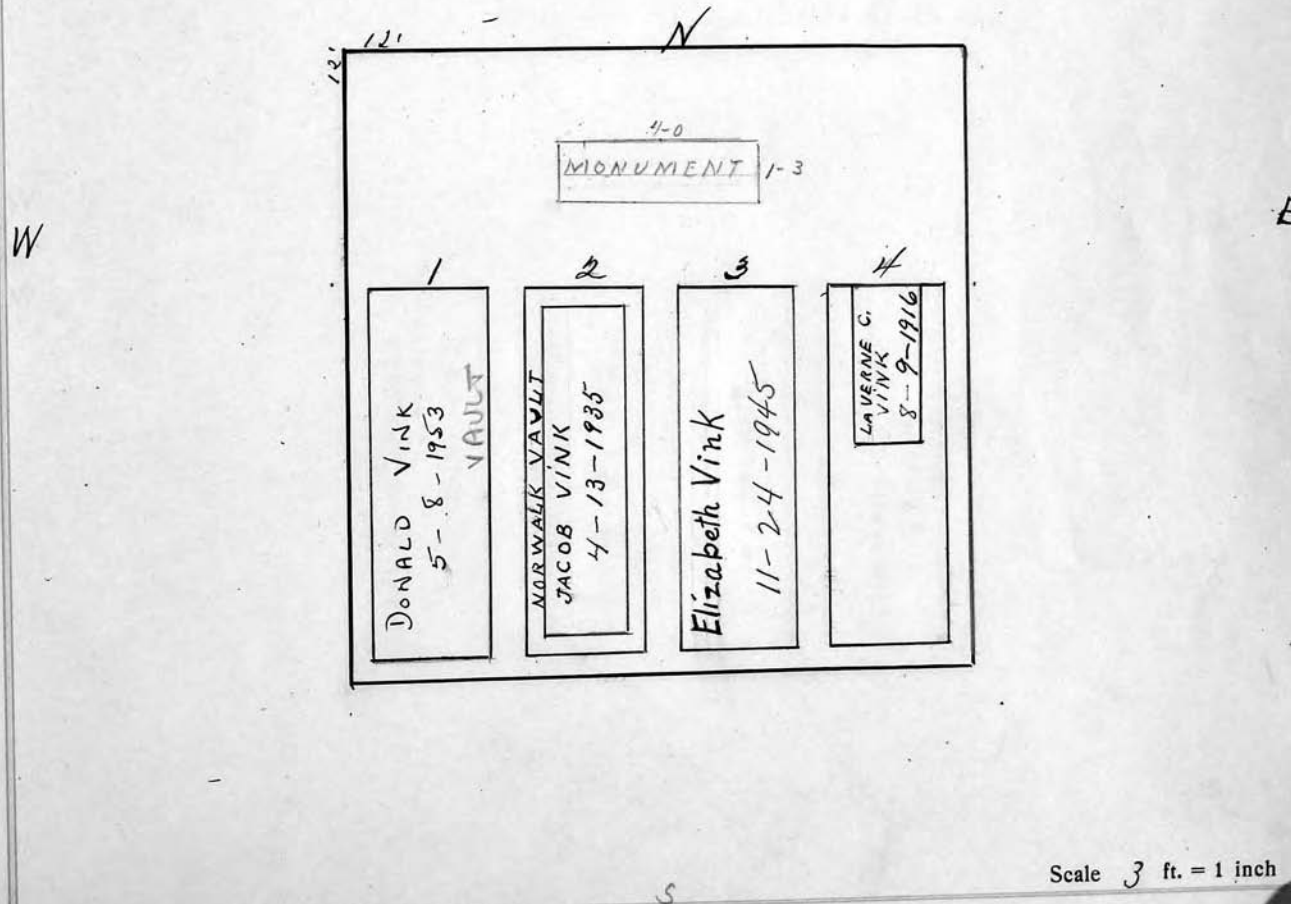 N
12'
12'
4-0
MONUMENT
1-3
W
E
1
2
3
4
DONALD VINK
5-8-1953
VAULT
NORWALK VAULT
JACOB VINK
4-13-1935
Elizabeth Vink
11-24-1945
LAVERNE C.
VINK
8-9-1916
Scale 3 ft. = 1 inch
S